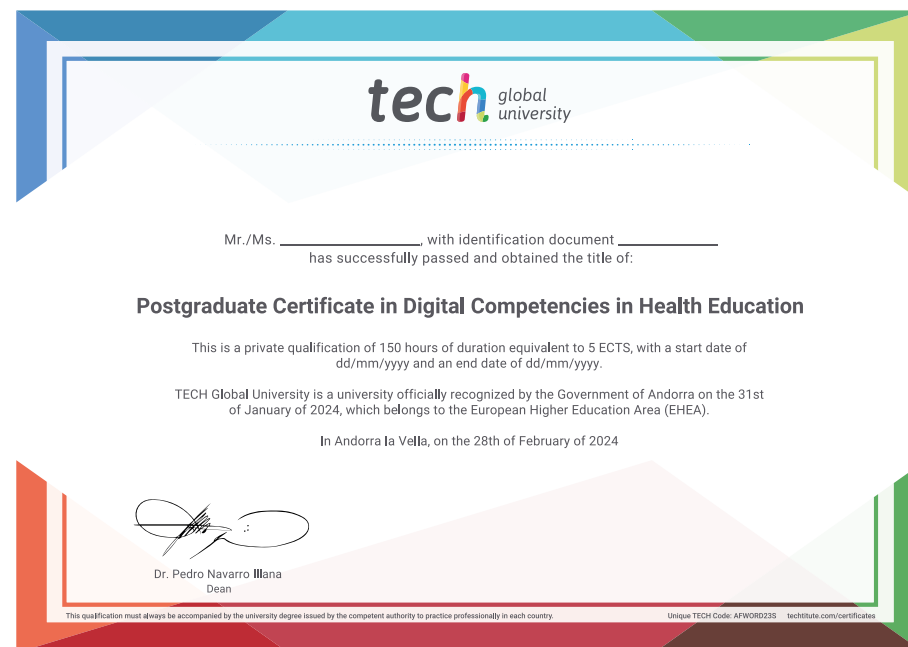 tech global university
Mr./Ms. ____________________, with identification document ______________
has successfully passed and obtained the title of:
Postgraduate Certificate in Digital Competencies in Health Education
This is a private qualification of 150 hours of duration equivalent to 5 ECTS, with a start date of
dd/mm/yyyy and an end date of dd/mm/yyyy.
TECH Global University is a university officially recognized by the Government of Andorra on the 31st
of January of 2024, which belongs to the European Higher Education Area (EHEA).
In Andorra la Vella, on the 28th of February of 2024
Dr. Pedro Navarro Illana
Dean
This qualification must always be accompanied by the university degree issued by the competent authority to practice professionally in each country.
Unique TECH Code: AFWORD23S techtitute.com/certificates